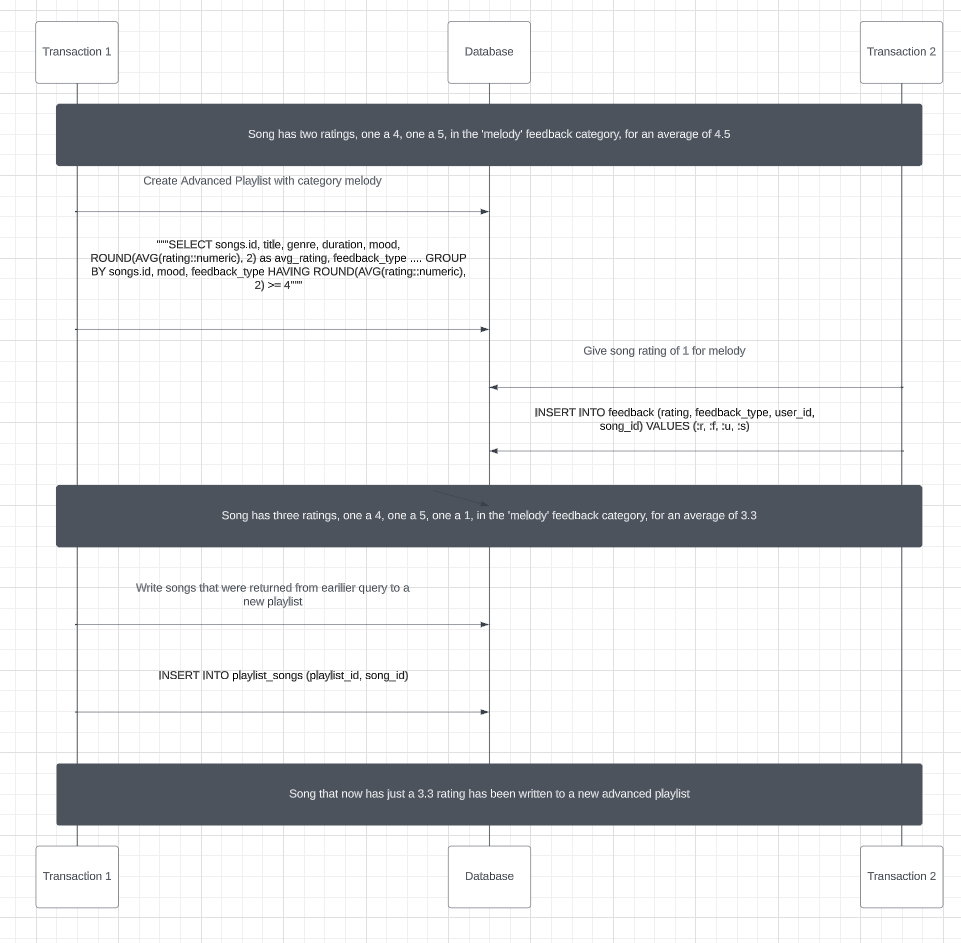 Transaction 1
Database
Transaction 2
Song has two ratings, one a 4, one a 5, in the 'melody' feedback category, for an average of 4.5
Create Advanced Playlist with category melody
"""SELECT songs.id, title, genre, duration, mood,
ROUND(AVG(rating::numeric), 2) as avg_rating, feedback_type .... GROUP
BY songs.id, mood, feedback_type HAVING ROUND(AVG(rating::numeric),
2) >= 4"""
Give song rating of 1 for melody
INSERT INTO feedback (rating, feedback_type, user_id,
song_id) VALUES (:r, :f, :u, :s)
Song has three ratings, one a 4, one a 5, one a 1, in the 'melody' feedback category, for an average of 3.3
Write songs that were returned from earilier query to a
new playlist
INSERT INTO playlist_songs (playlist_id, song_id)
Song that now has just a 3.3 rating has been written to a new advanced playlist
Transaction 1
Database
Transaction 2